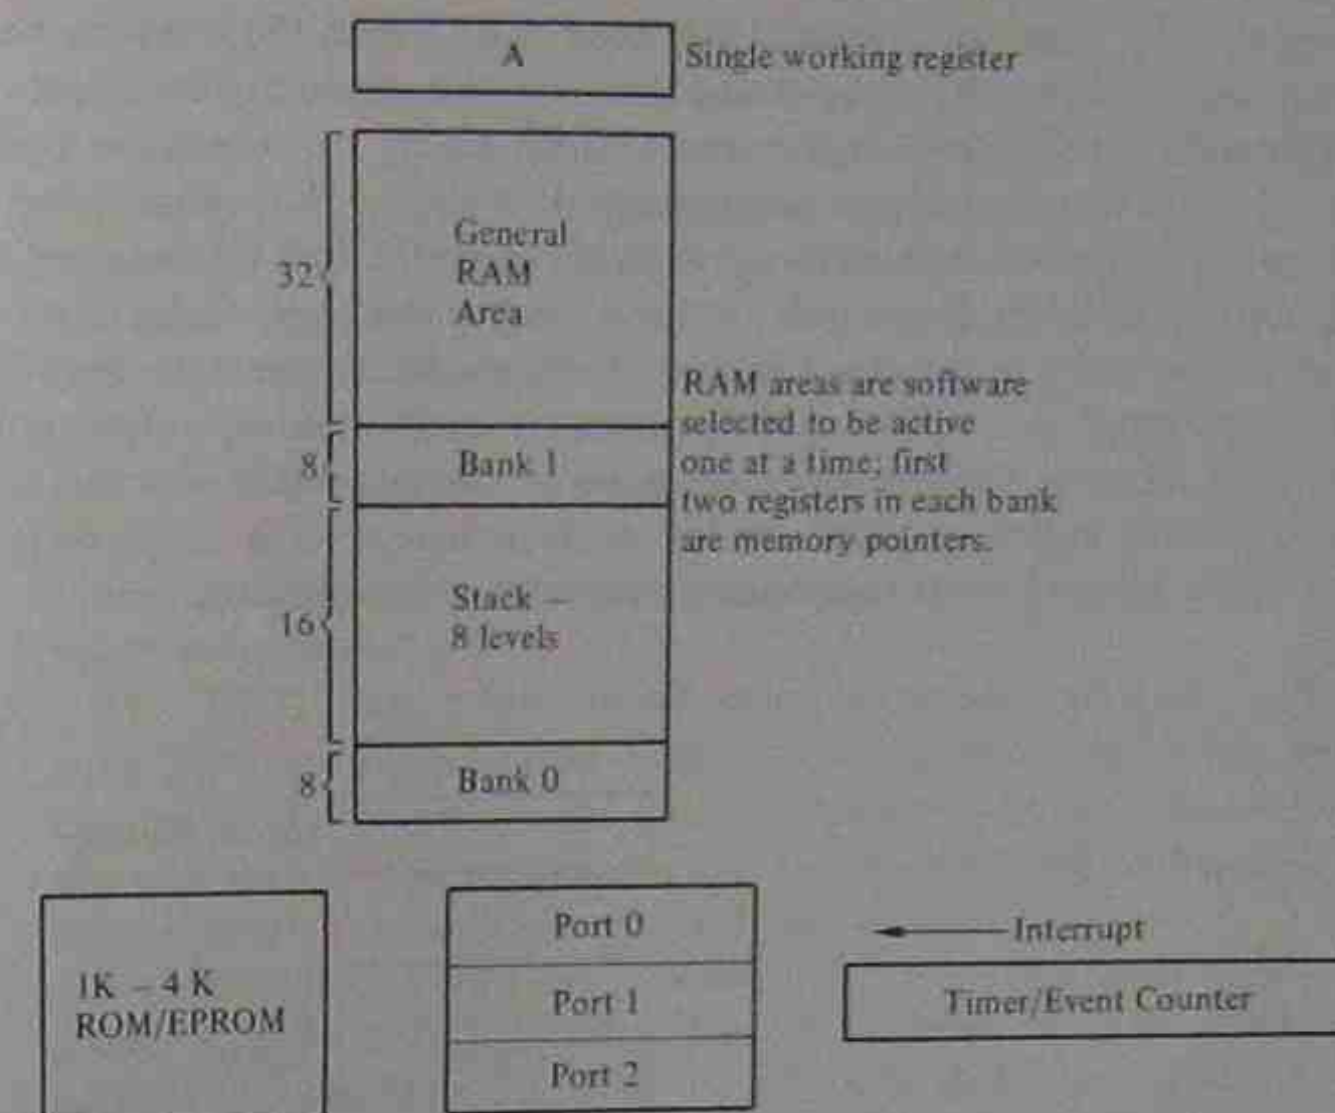 A
Single working register
32
General
RAM
Area
RAM areas are software
selected to be active
one at a time; first
two registers in each bank
are memory pointers.
8
Bank 1
16
Stack –
8 levels
8
Bank 0
1K – 4 K
ROM/EPROM
Port 0
Port 1
Port 2
Interrupt
Timer/Event Counter